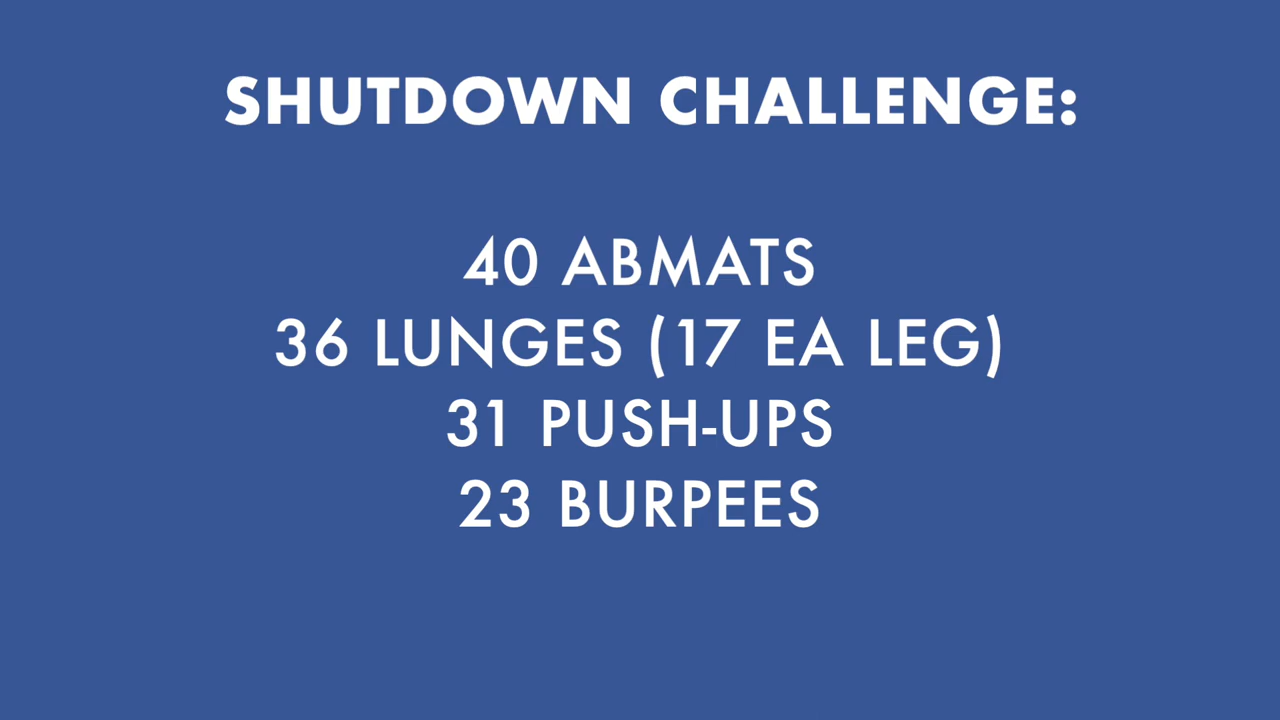 SHUTDOWN CHALLENGE:
40 ABMATS
36 LUNGES (17 EA LEG)
31 PUSH-UPS
23 BURPEES